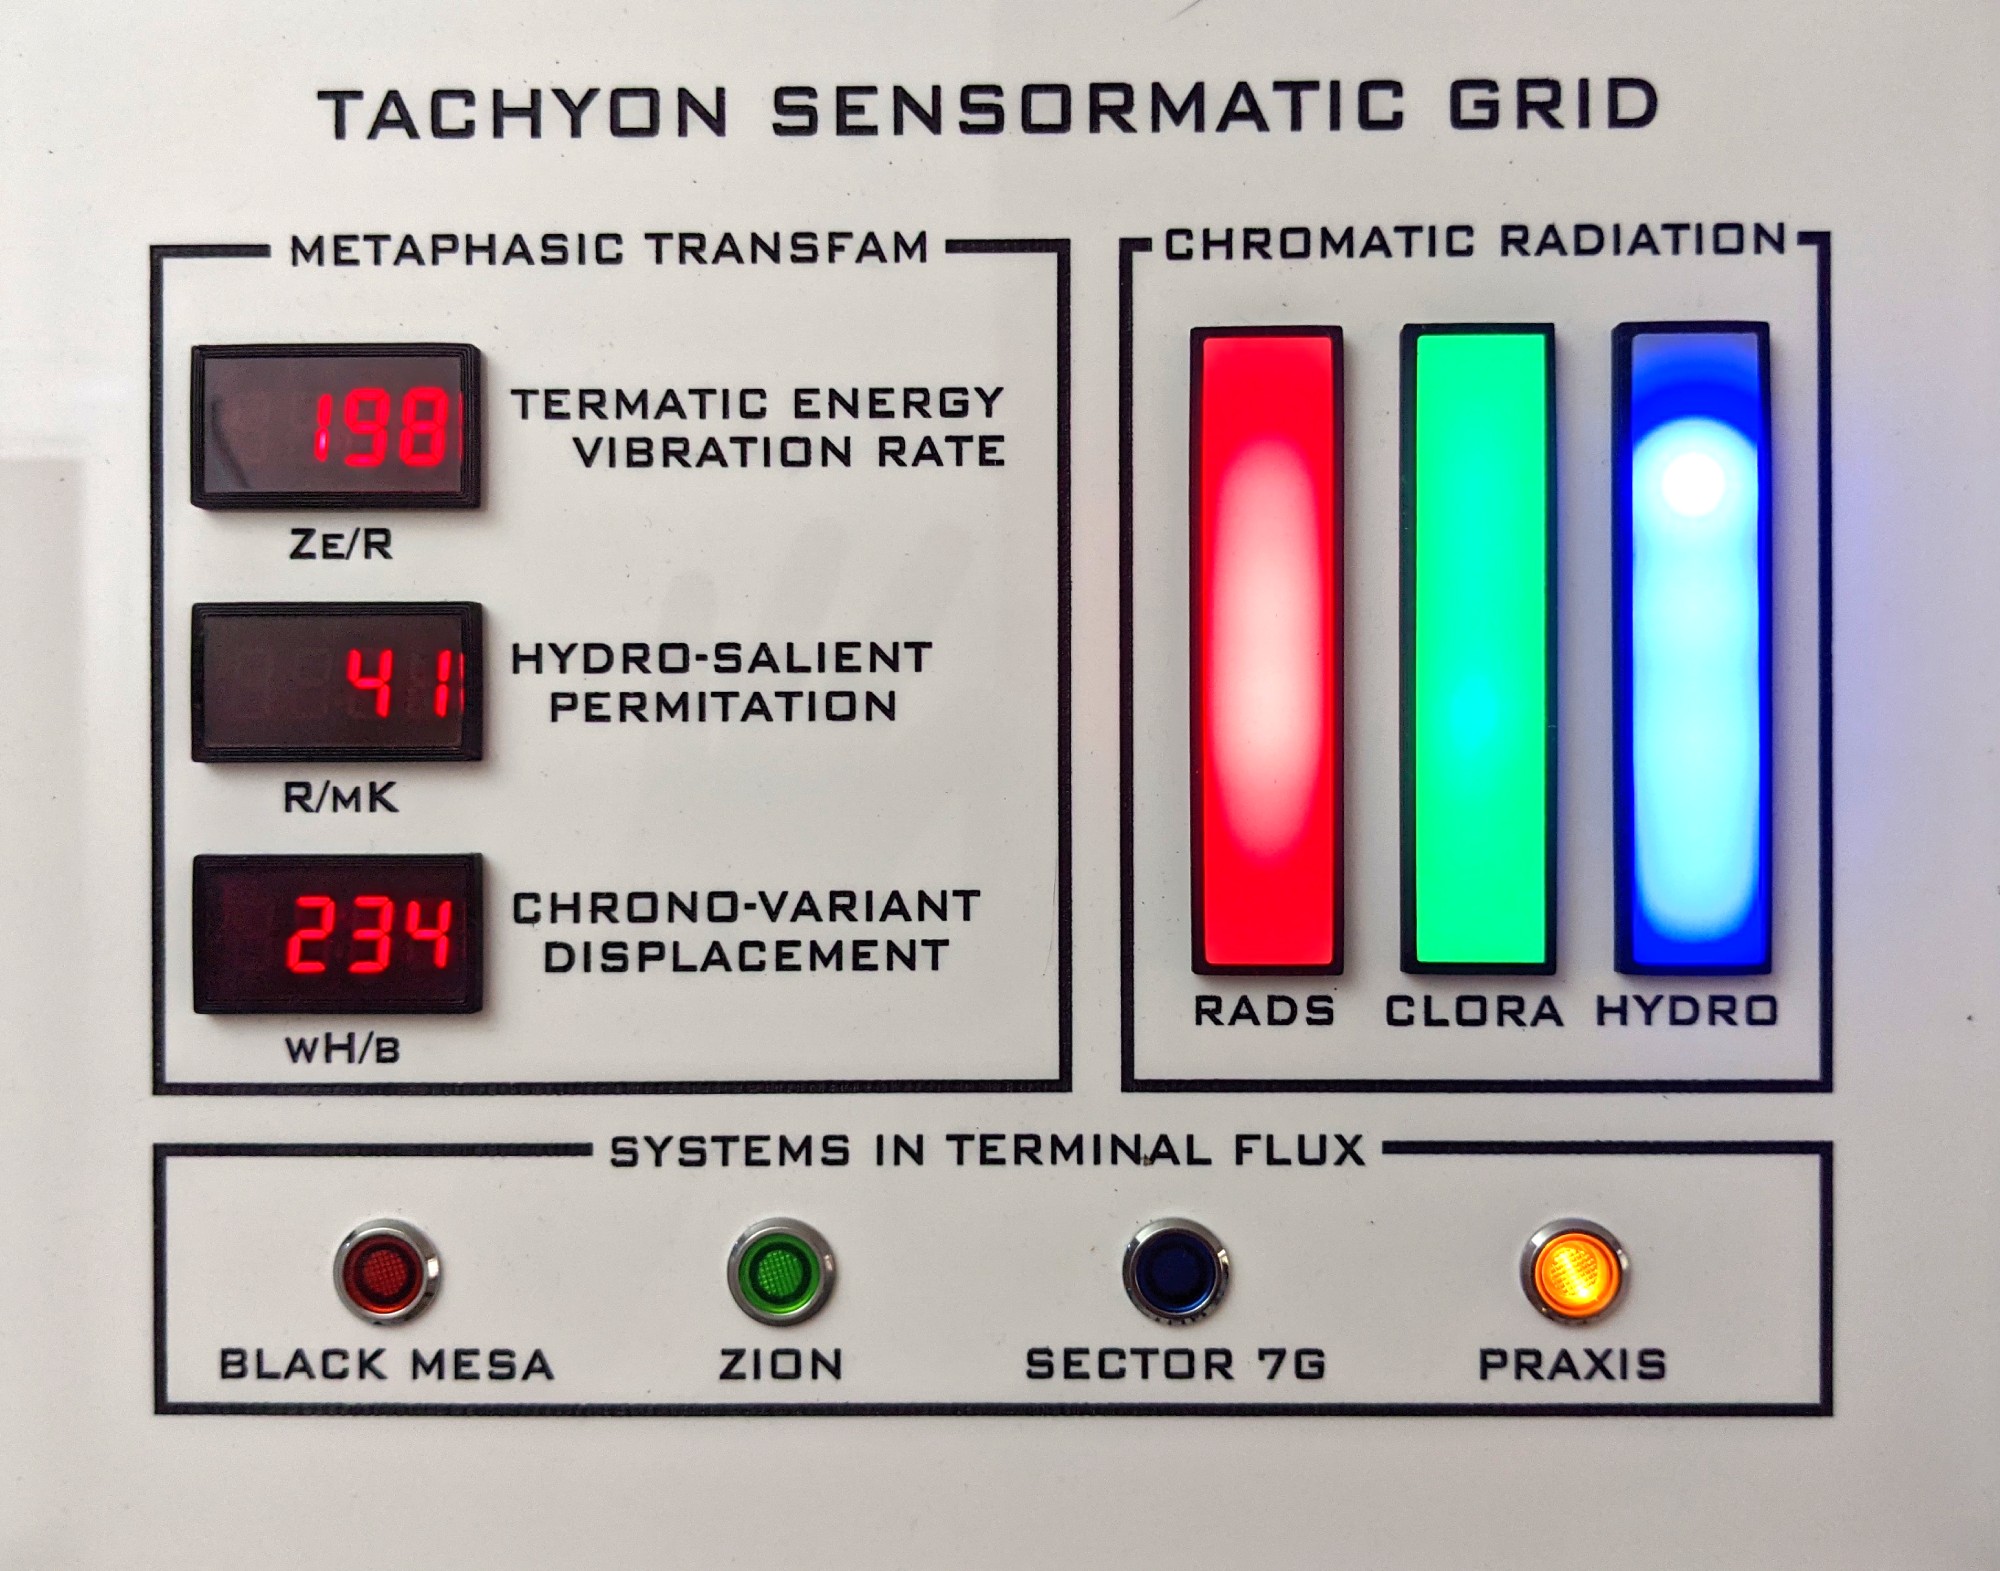 TACHYON SENSORMATIC GRID
METAPHASIC TRANSFAM
198
TERMATIC ENERGY
VIBRATION RATE
ZE/R
41
HYDRO-SALIENT
PERMITATION
R/MK
234
CHRONO-VARIANT
DISPLACEMENT
WH/B
CHROMATIC RADIATION
RADS CLORA HYDRO
SYSTEMS IN TERMINAL FLUX
BLACK MESA ZION SECTOR 7G PRAXIS